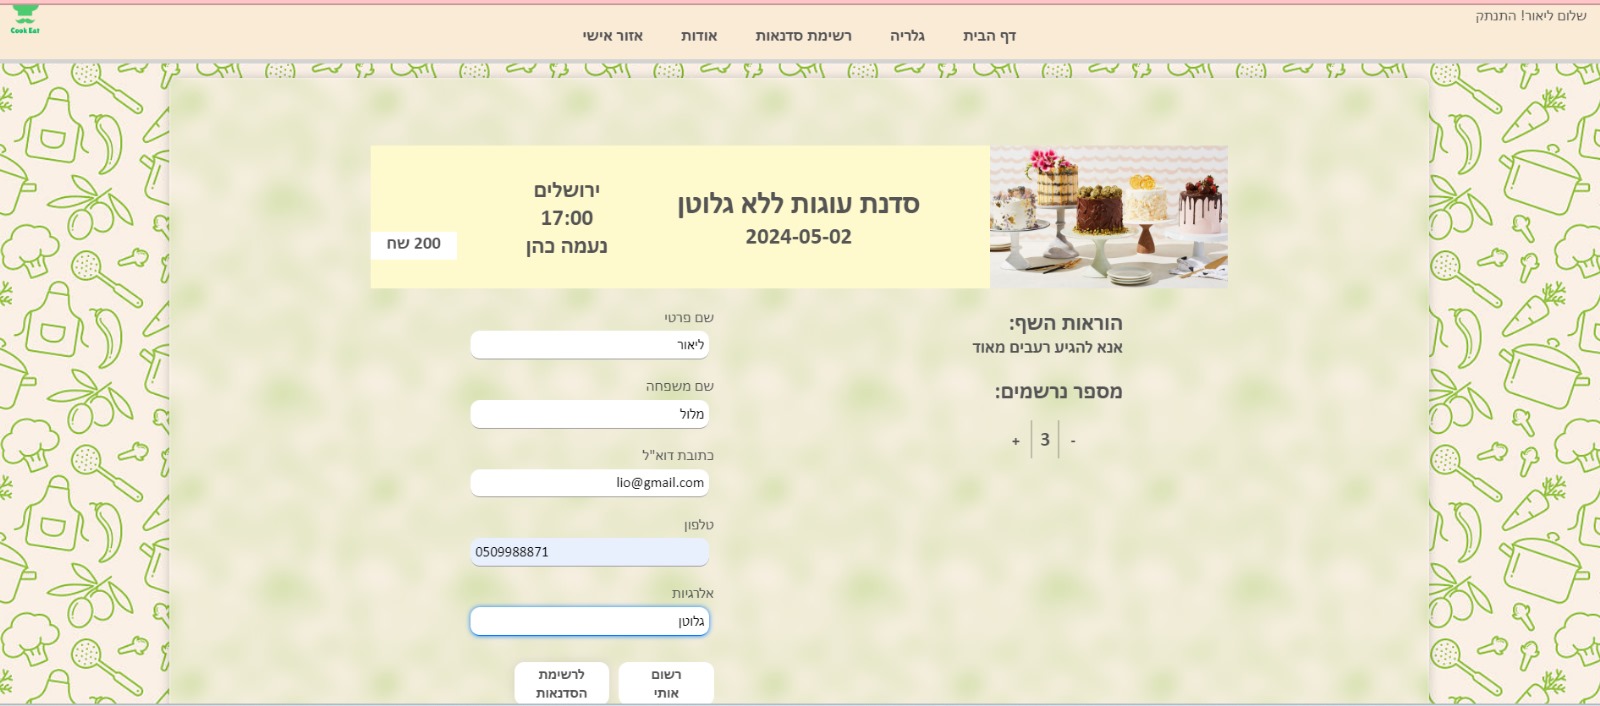 שלום ליאור! התנתק
Cook Eat
דף הבית גלריה רשימת סדנאות אודות אזור אישי
סדנת עוגות ללא גלוטן
2024-05-02
ירושלים
17:00
נעמה כהן
200 שח
הוראות השף:
אנא להגיע רעבים מאוד
מספר נרשמים:
- 3 +
שם פרטי
ליאור
שם משפחה
מלול
כתובת דוא"ל
lio@gmail.com
טלפון
0509988871
אלרגיות
גלוטן
רשום
אותי
לרשימת
הסדנאות